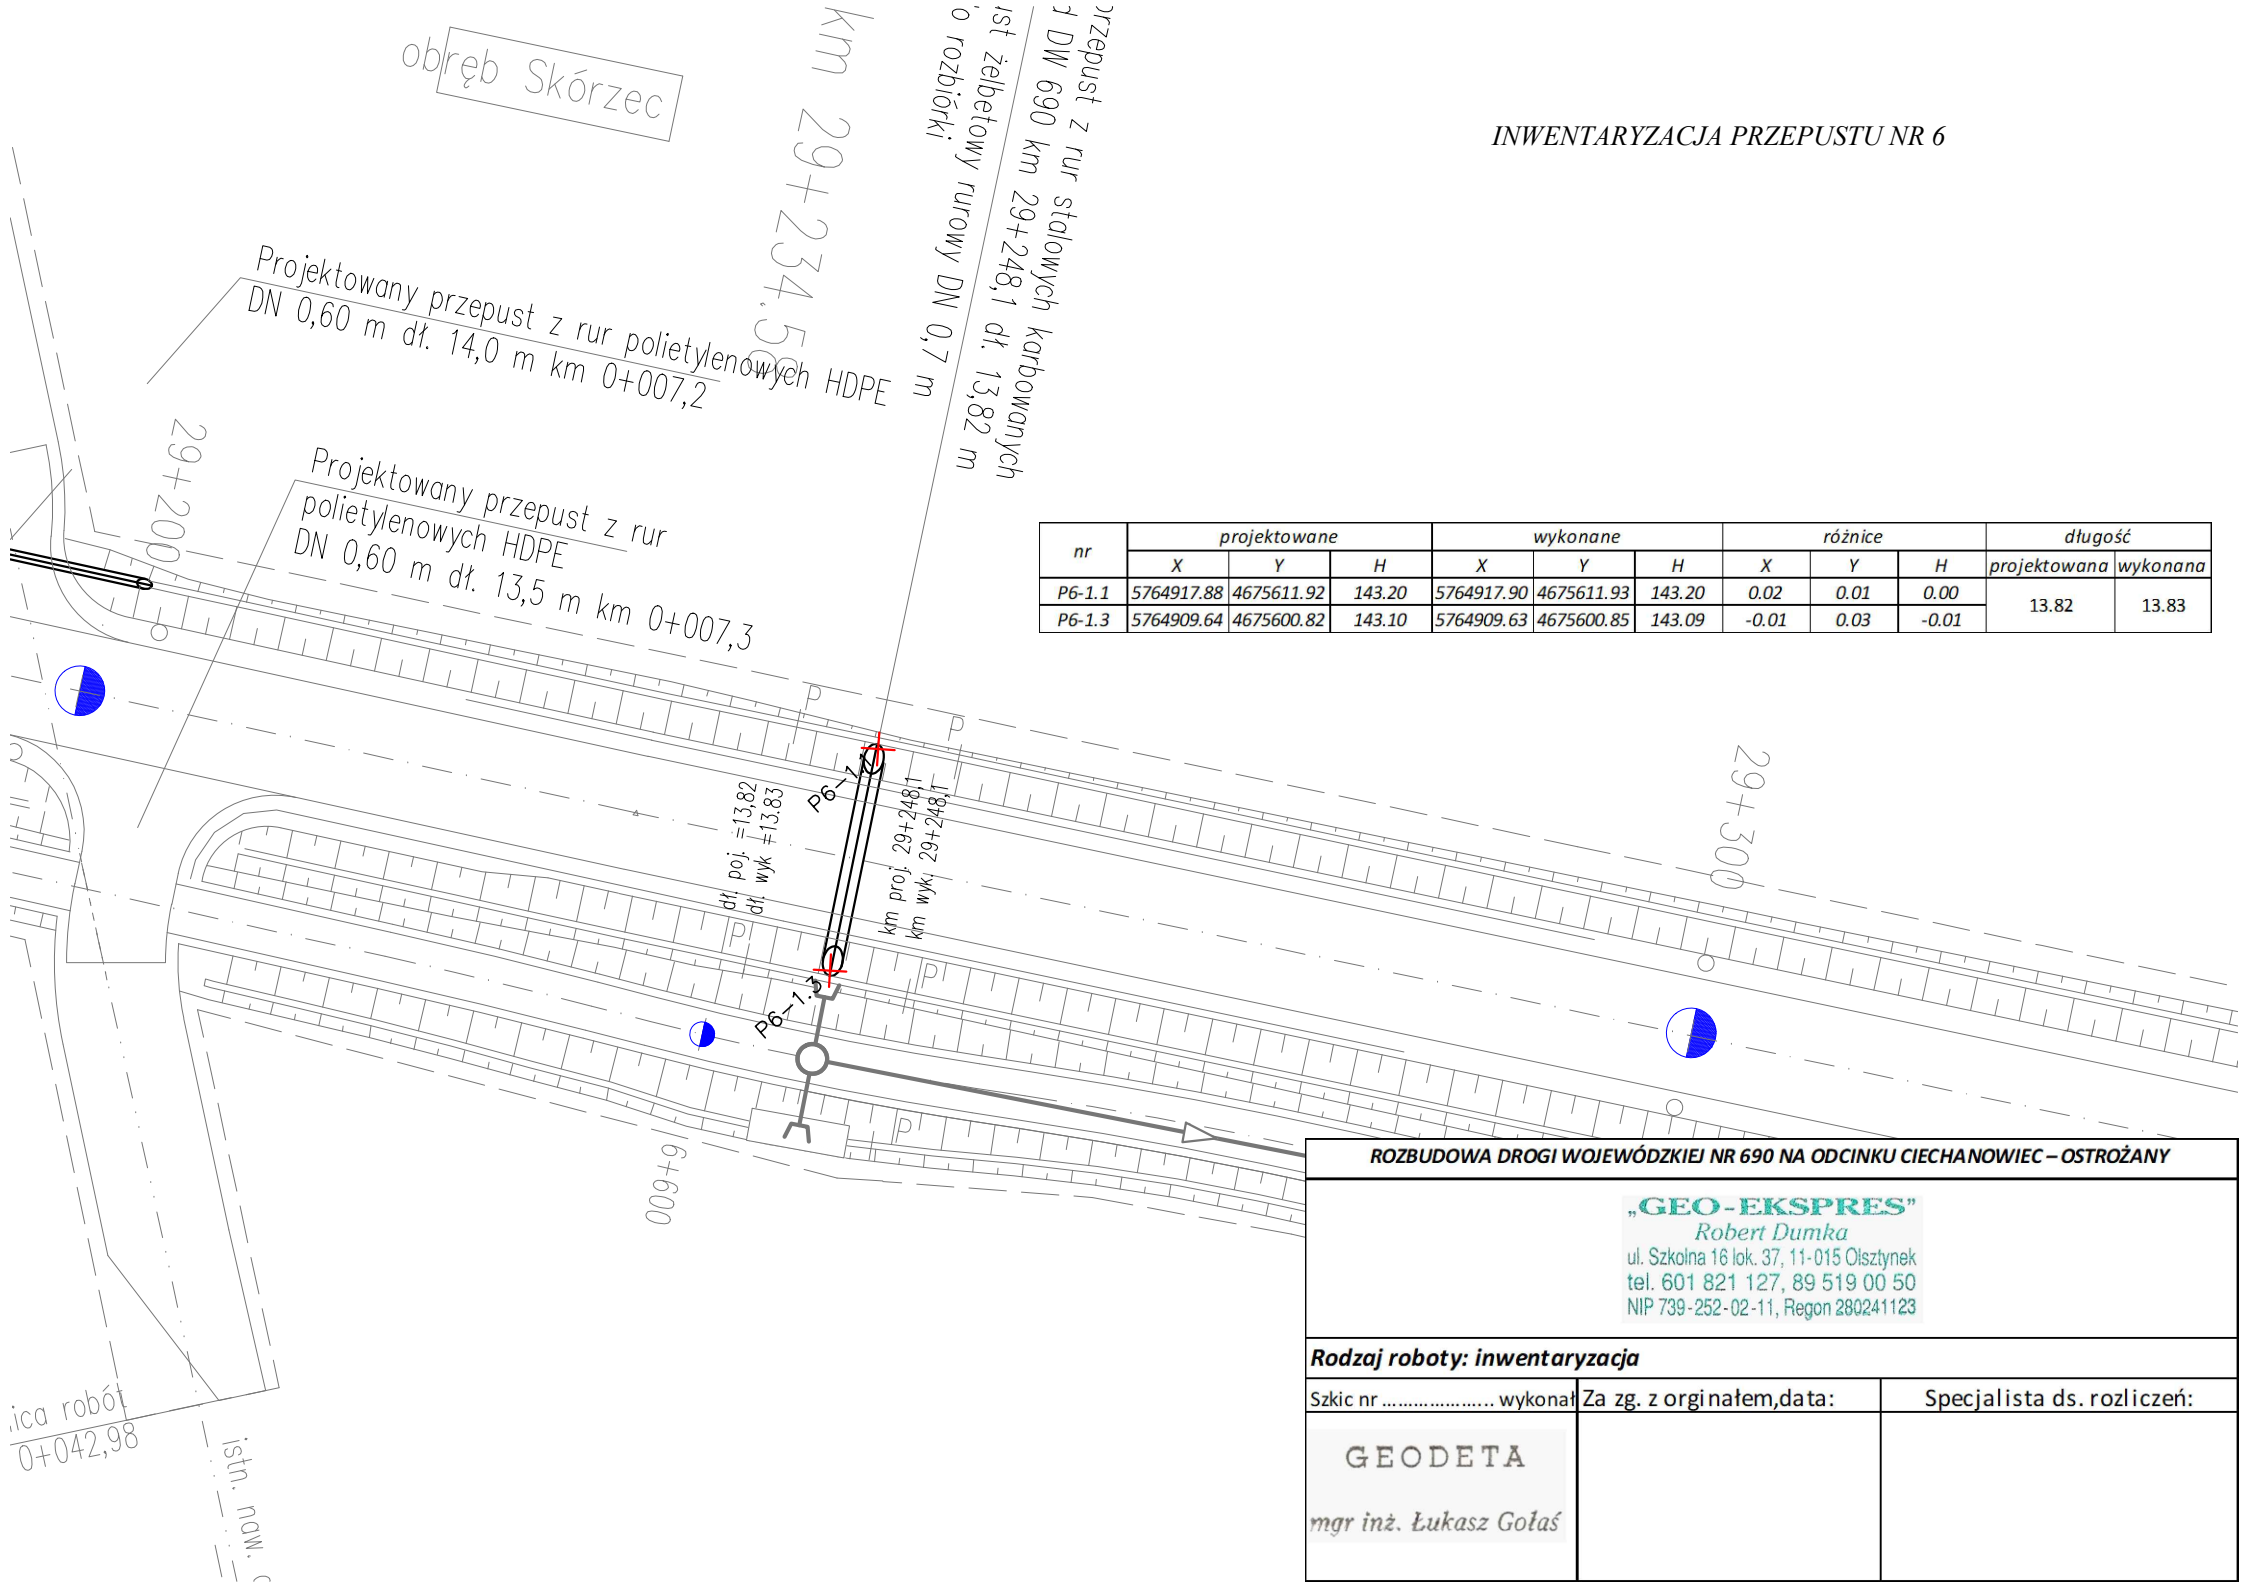 obręb Skórzec
km 29+234.58
przepust z rur stalowych karbowanych
d DW 690 km 29+248,1 dł. 13,82 m
ust żelbetowy rurowy DN 0,7 m
o rozbiórki
INWENTARYZACJA PRZEPUSTU NR 6
Projektowany przepust z rur polietylenowych HDPE
DN 0,60 m dł. 14,0 m km 0+007,2
29+200
Projektowany przepust z rur
polietylenowych HDPE
DN 0,60 m dł. 13,5 m km 0+007,3
nr projektowane wykonane różnice długość
X Y H X Y H X Y H projektowana wykonana
P6-1.1 5764917.88 4675611.92 143.20 5764917.90 4675611.93 143.20 0.02 0.01 0.00 13.82 13.83
P6-1.3 5764909.64 4675600.82 143.10 5764909.63 4675600.85 143.09 -0.01 0.03 -0.01
P
P
P6-1.1
dł. poj. =13,82
dł. wyk =13.83
km proj. 29+248,1
km wyk. 29+248,1
29+300
P
P
P6-1.3
P
6+600
ica robót
0+042,98
istn. naw.
ROZBUDOWA DROGI WOJEWÓDZKIEJ NR 690 NA ODCINKU CIECHANOWIEC – OSTROŻANY
„GEO-EKSPRES”
Robert Dumka
ul. Szkolna 16 lok. 37, 11-015 Olsztynek
tel. 601 821 127, 89 519 00 50
NIP 739-252-02-11, Regon 280241123
Rodzaj roboty: inwentaryzacja
Szkic nr ..................... wykonał Za zg. z orginałem,data: Specjalista ds. rozliczeń:
GEODETA
mgr inż. Łukasz Gołaś